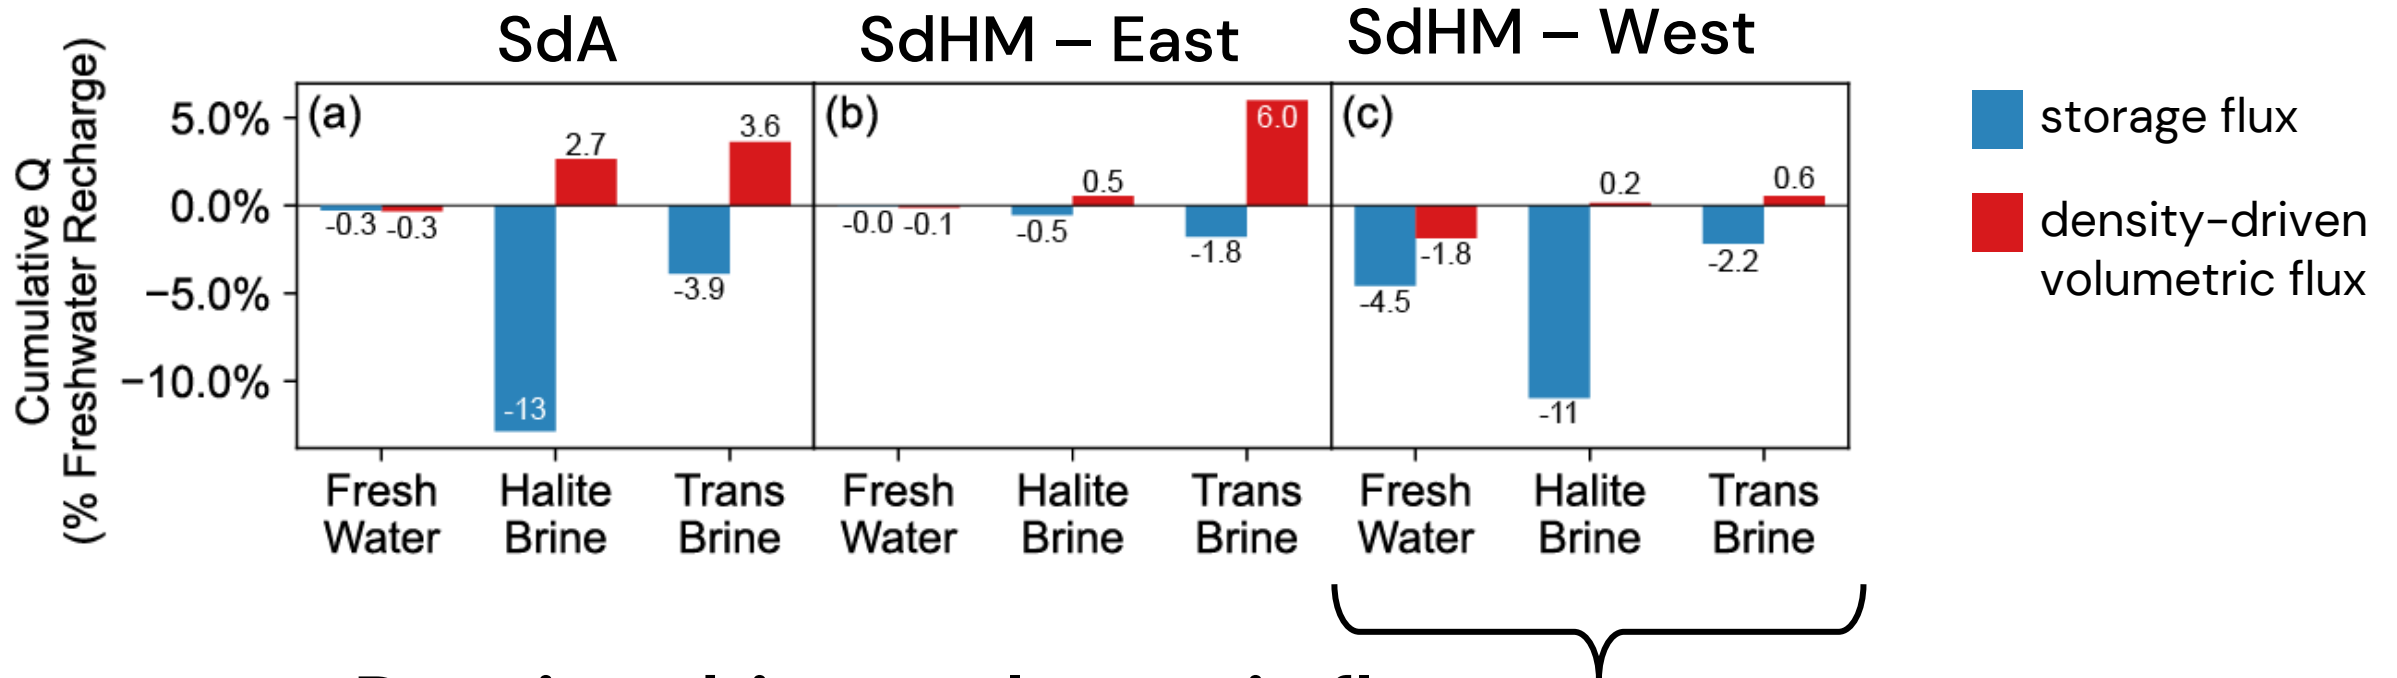 SdA
SdHM – East
SdHM – West
Cumulative Q
(% Freshwater Recharge)
5.0%
0.0%
−5.0%
−10.0%
(a)
-0.3
-0.3
-13
2.7
-3.9
3.6
(b)
-0.0
-0.1
-0.5
0.5
-1.8
6.0
(c)
-4.5
-1.8
-11
0.2
-2.2
0.6
Fresh
Water
Halite
Brine
Trans
Brine
Fresh
Water
Halite
Brine
Trans
Brine
Fresh
Water
Halite
Brine
Trans
Brine
storage flux
density-driven
volumetric flux